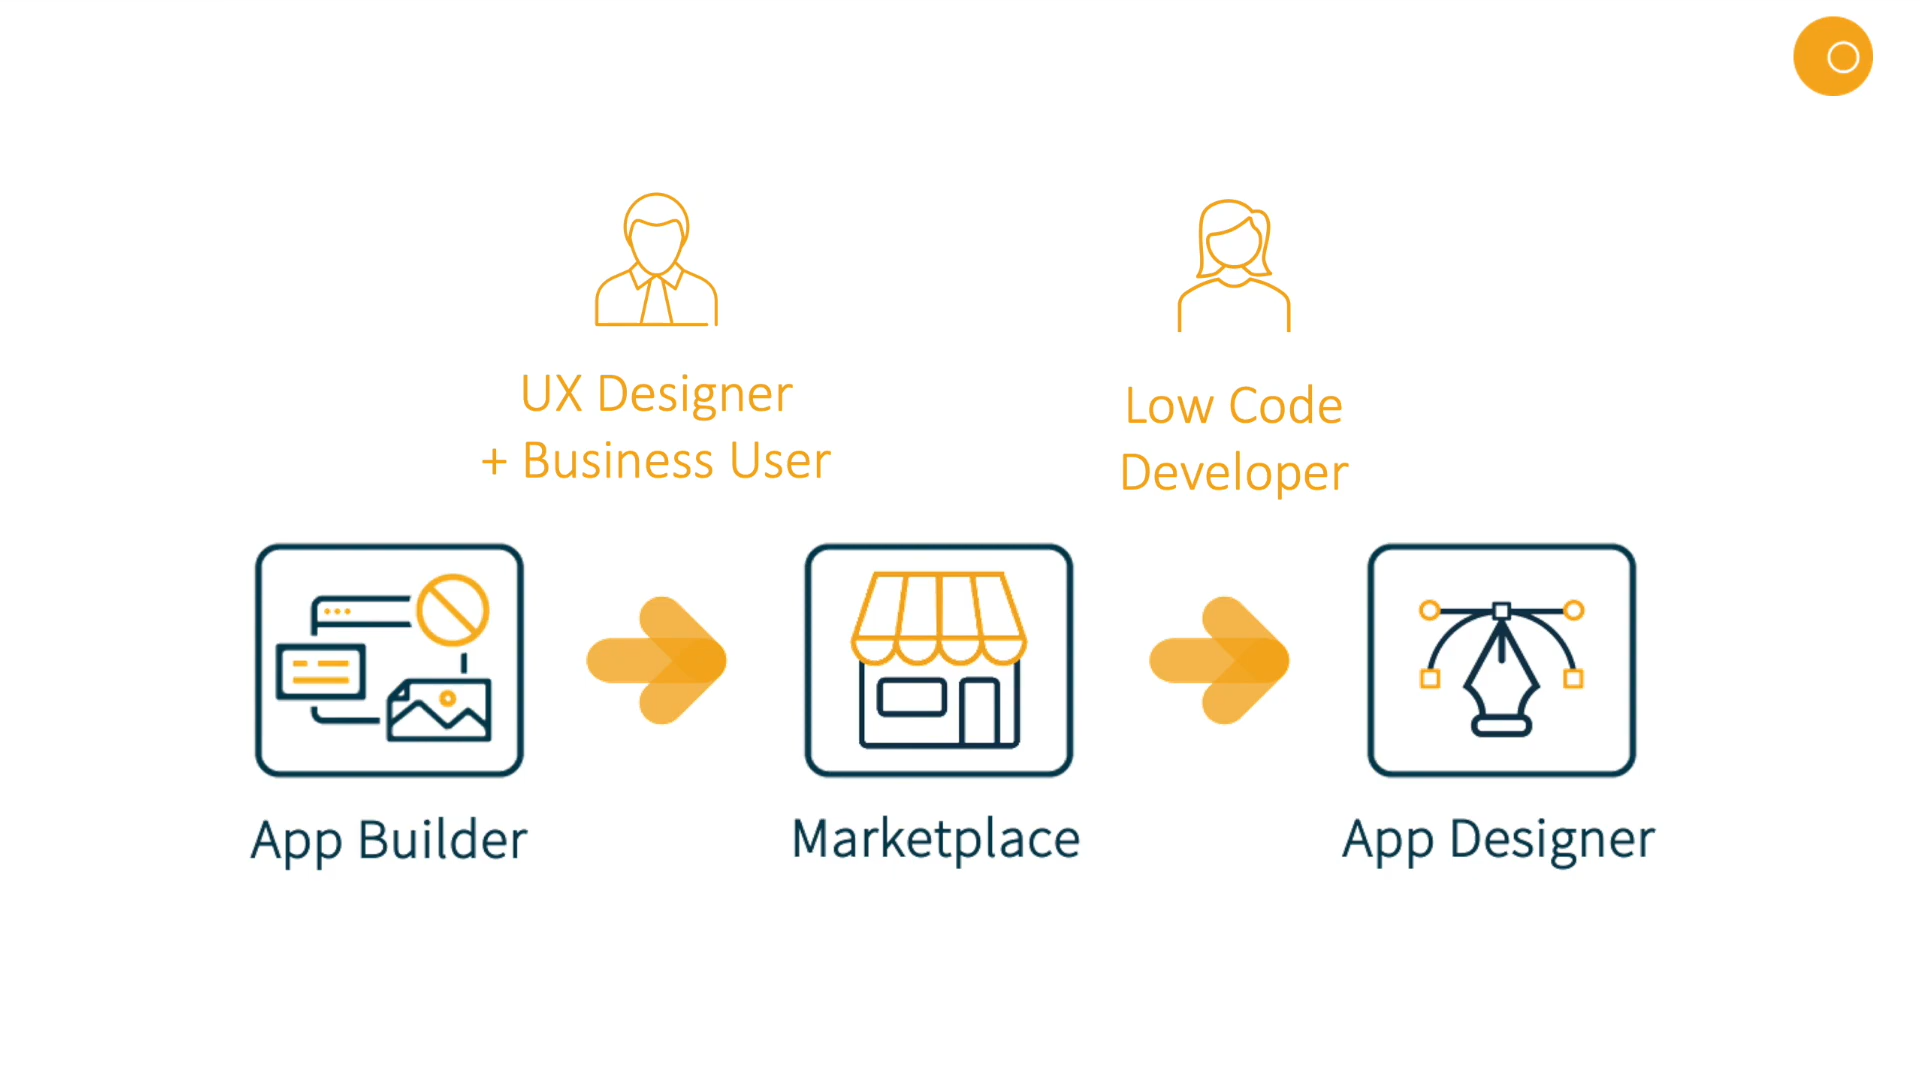 UX Designer
+ Business User
Low Code
Developer
App Builder
Marketplace
App Designer